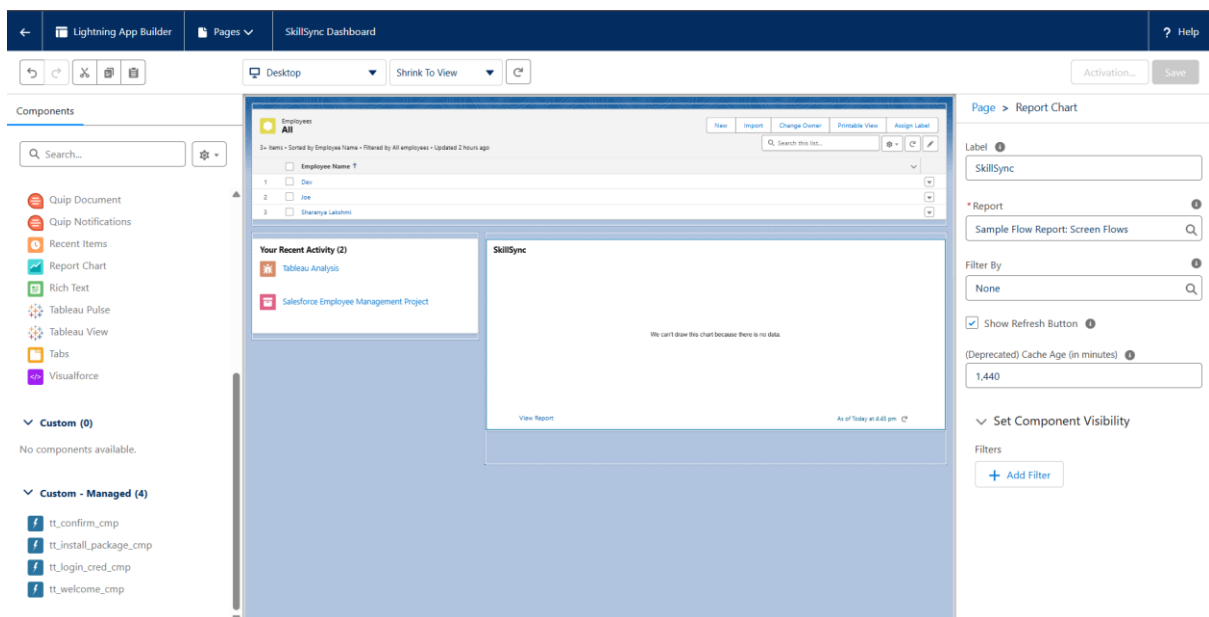 Lightning App Builder
Pages
SkillSync Dashboard
? Help
Desktop
Shrink To View
Activation...
Save
Components
Search...
Quip Document
Quip Notifications
Recent Items
Report Chart
Rich Text
Tableau Pulse
Tableau View
Tabs
Visualforce
Custom (0)
No components available.
Custom - Managed (4)
tt_confirm_cmp
tt_install_package_cmp
tt_login_cred_cmp
tt_welcome_cmp
Employees
All
New Import Change Owner Printable View Assign Label
3+ items • Sorted by Employee Name • Filtered by All employees • Updated 2 hours ago
Search this list...
Employee Name ↑
1 Dev
2 Joe
3 Sharanya Lakshmi
Your Recent Activity (2)
Tableau Analysis
Salesforce Employee Management Project
SkillSync
We can't draw this chart because there is no data.
View Report
As of Today at 4:45 pm
Page > Report Chart
Label
SkillSync
* Report
Sample Flow Report: Screen Flows
Filter By
None
Show Refresh Button
(Deprecated) Cache Age (in minutes)
1,440
Set Component Visibility
Filters
+ Add Filter